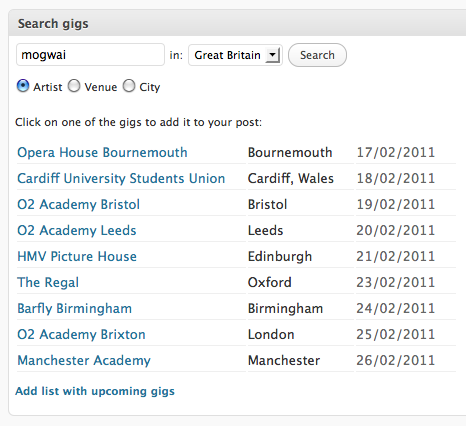 Search gigs
mogwai in: Great Britain Search
Artist Venue City
Click on one of the gigs to add it to your post:
Opera House Bournemouth Bournemouth 17/02/2011
Cardiff University Students Union Cardiff, Wales 18/02/2011
O2 Academy Bristol Bristol 19/02/2011
O2 Academy Leeds Leeds 20/02/2011
HMV Picture House Edinburgh 21/02/2011
The Regal Oxford 23/02/2011
Barfly Birmingham Birmingham 24/02/2011
O2 Academy Brixton London 25/02/2011
Manchester Academy Manchester 26/02/2011
Add list with upcoming gigs